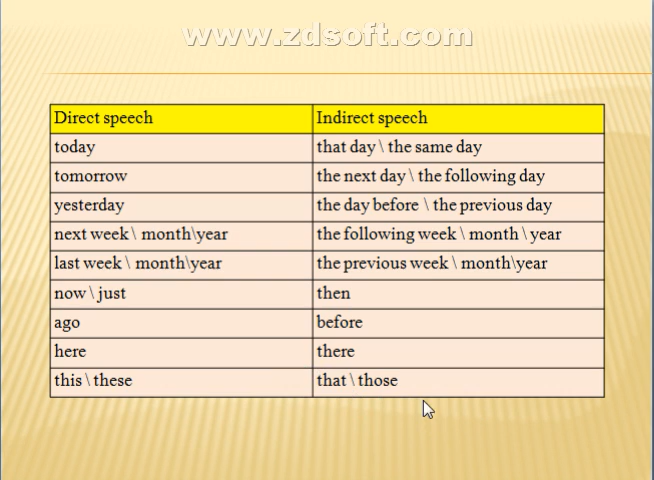 www.zdsoft.com
Direct speech Indirect speech
today that day \ the same day
tomorrow the next day \ the following day
yesterday the day before \ the previous day
next week \ month\year the following week \ month \ year
last week \ month\year the previous week \ month\year
now \ just then
ago before
here there
this \ these that \ those